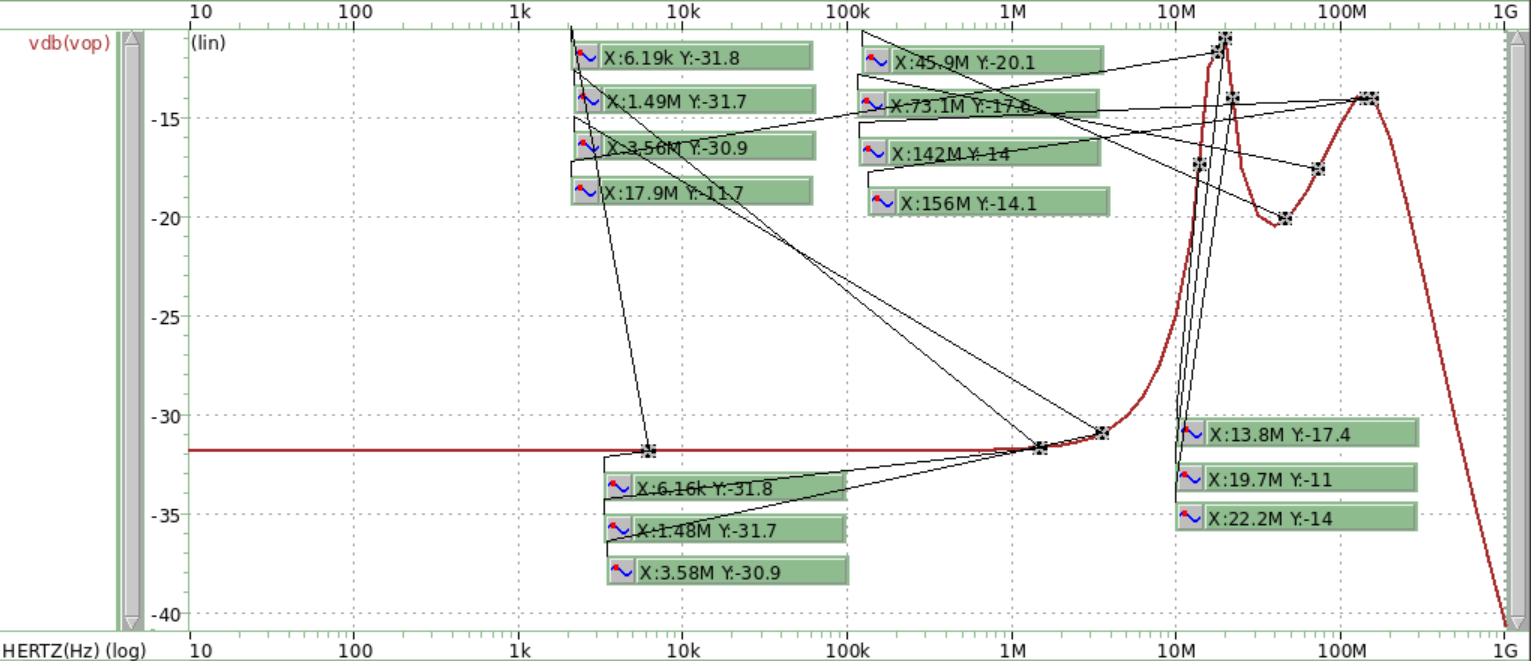 10 100 1k 10k 100k 1M 10M 100M 1G
vdb(vop) (lin)
X:6.19k Y:-31.8
X:1.49M Y:-31.7
X:3.56M Y:-30.9
X:17.9M Y:-11.7
X:45.9M Y:-20.1
X:73.1M Y:-17.6
X:142M Y:-14
X:156M Y:-14.1
-15
-20
-25
-30
-35
-40
X:13.8M Y:-17.4
X:19.7M Y:-11
X:22.2M Y:-14
X:6.16k Y:-31.8
X:1.48M Y:-31.7
X:3.58M Y:-30.9
HERTZ(Hz) (log) 10 100 1k 10k 100k 1M 10M 100M 1G